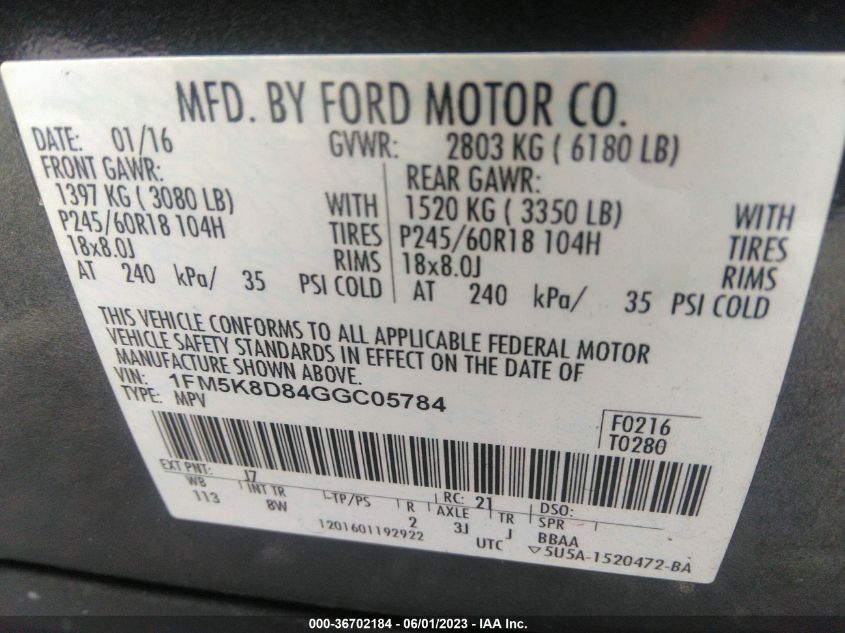 MFD. BY FORD MOTOR CO.
DATE: 01/16 GVWR: 2803 KG ( 6180 LB)
FRONT GAWR: REAR GAWR:
1397 KG ( 3080 LB) WITH 1520 KG ( 3350 LB) WITH
P245/60R18 104H TIRES P245/60R18 104H TIRES
18x8.0J RIMS 18x8.0J RIMS
AT 240 kPa/ 35 PSI COLD AT 240 kPa/ 35 PSI COLD
THIS VEHICLE CONFORMS TO ALL APPLICABLE FEDERAL MOTOR
VEHICLE SAFETY STANDARDS IN EFFECT ON THE DATE OF
MANUFACTURE SHOWN ABOVE.
VIN: 1FM5K8D84GGC05784
TYPE: MPV
F0216
T0280
EXT PNT: J7 RC: 21 DSO:
WB INT TR TP/PS R AXLE TR SPR
113 8W 2 3J J BBAA
1201601192922 UTC ▽5U5A-1520472-BA
000-36702184 - 06/01/2023 - IAA Inc.